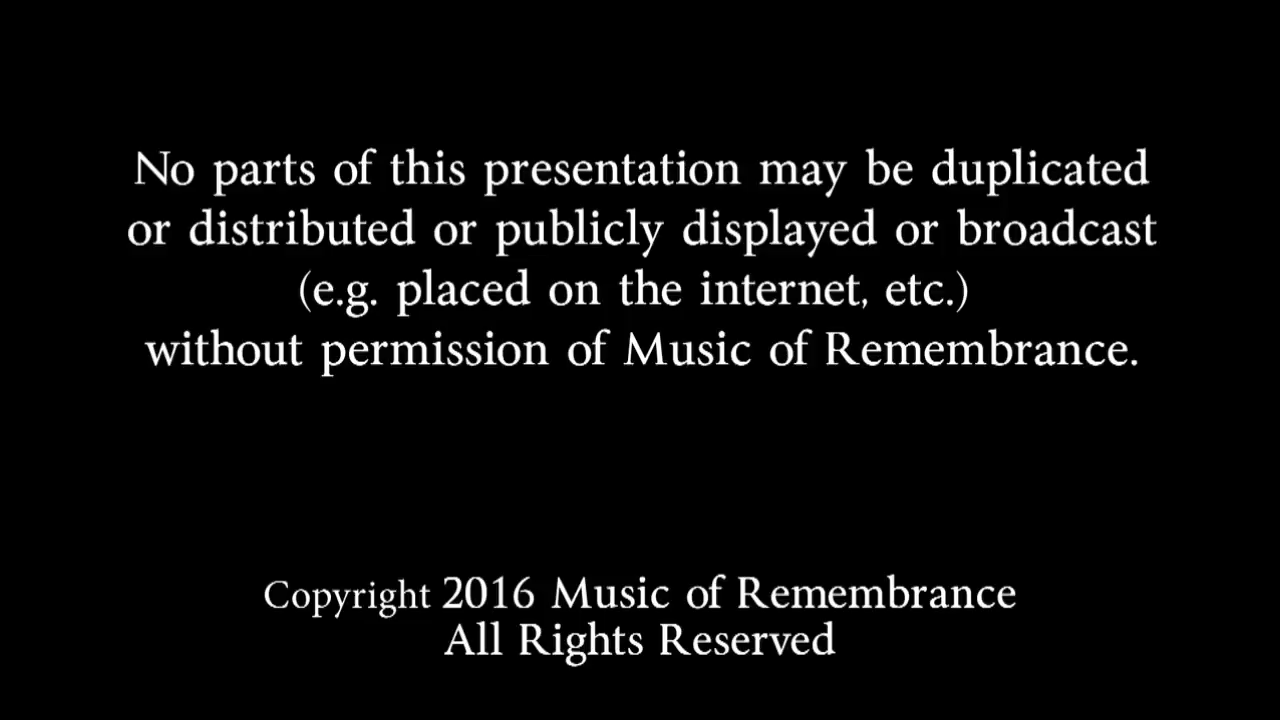 No parts of this presentation may be duplicated
or distributed or publicly displayed or broadcast
(e.g. placed on the internet, etc.)
without permission of Music of Remembrance.
Copyright 2016 Music of Remembrance
All Rights Reserved